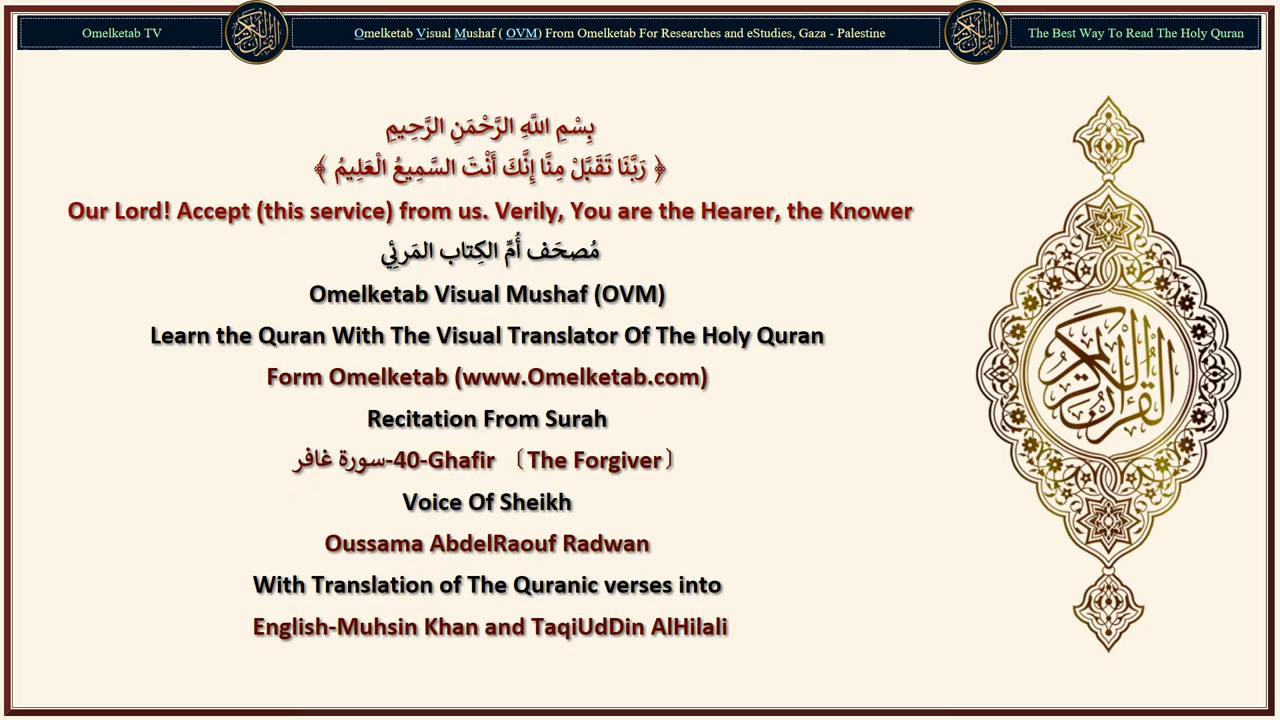 Omelketab TV
Omelketab Visual Mushaf ( OVM) From Omelketab For Researches and eStudies, Gaza - Palestine
The Best Way To Read The Holy Quran
بِسْمِ اللَّهِ الرَّحْمَنِ الرَّحِيمِ
﴿ رَبَّنَا تَقَبَّلْ مِنَّا إِنَّكَ أَنْتَ السَّمِيعُ الْعَلِيمُ ﴾
Our Lord! Accept (this service) from us. Verily, You are the Hearer, the Knower
مُصحَف أُمِّ الكِتاب المَرئِي
Omelketab Visual Mushaf (OVM)
Learn the Quran With The Visual Translator Of The Holy Quran
Form Omelketab (www.Omelketab.com)
Recitation From Surah
سورة غافر-40-Ghafir 〔The Forgiver〕
Voice Of Sheikh
Oussama AbdelRaouf Radwan
With Translation of The Quranic verses into
English-Muhsin Khan and TaqiUdDin AlHilali
القرآن الكريم